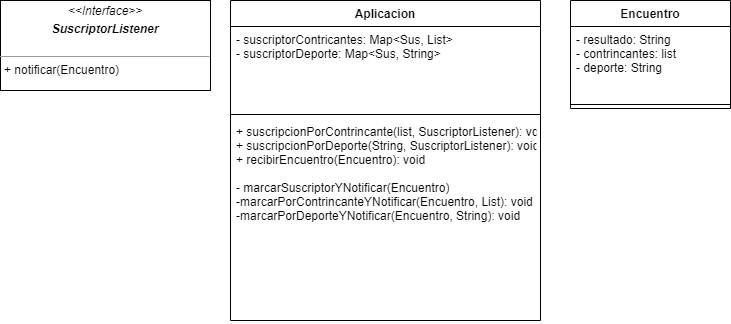 <<Interface>>
SuscriptorListener
+ notificar(Encuentro)
Aplicacion
- suscriptorContricantes: Map<Sus, List>
- suscriptorDeporte: Map<Sus, String>
+ suscripcionPorContrincante(list, SuscriptorListener): vo
+ suscripcionPorDeporte(String, SuscriptorListener): void
+ recibirEncuentro(Encuentro): void
- marcarSuscriptorYNotificar(Encuentro)
-marcarPorContrincanteYNotificar(Encuentro, List): void
-marcarPorDeporteYNotificar(Encuentro, String): void
Encuentro
- resultado: String
- contrincantes: list
- deporte: String